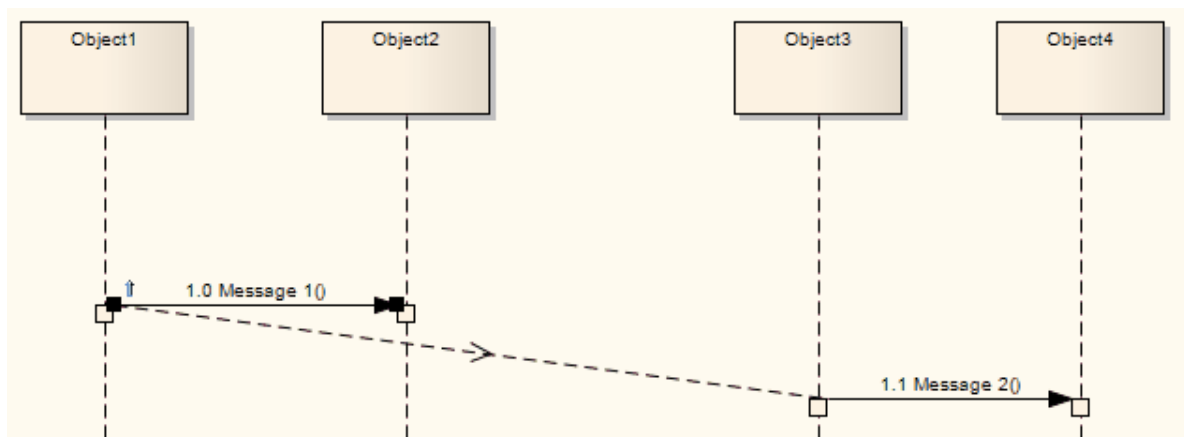 Object1
Object2
Object3
Object4
1.0 Message 1()
1.1 Message 2()